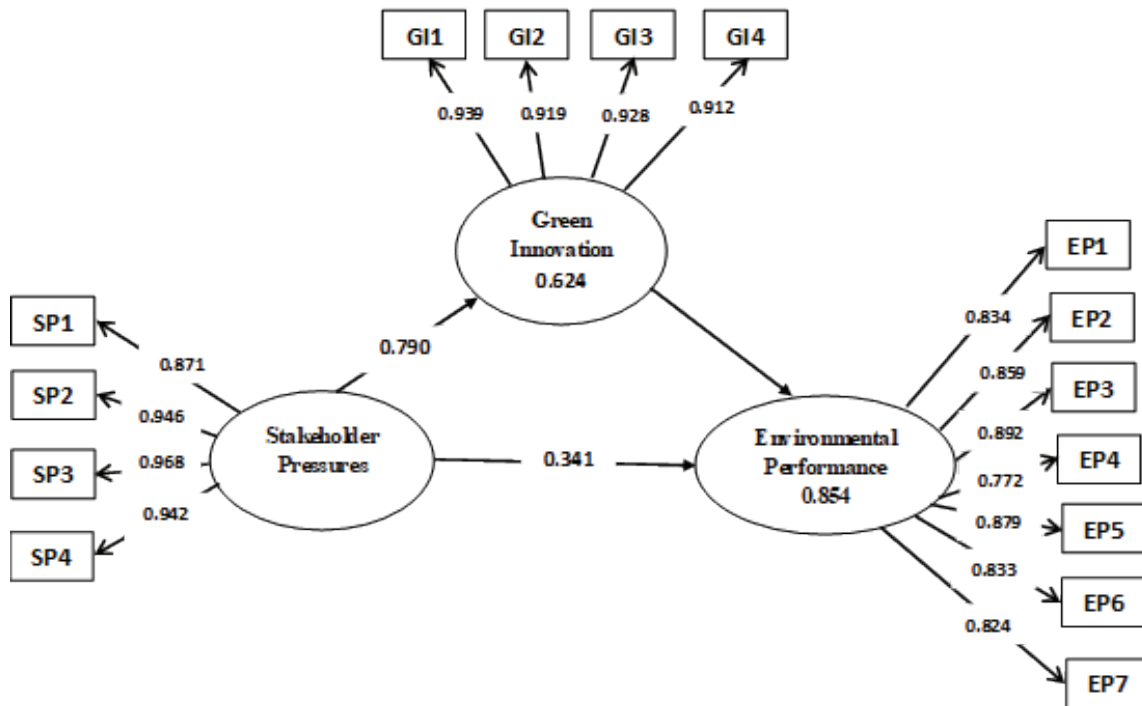 GI1 GI2 GI3 GI4
0.939 0.919 0.928 0.912
Green
Innovation
0.624
SP1
SP2
SP3
SP4
0.871
0.946
0.968
0.942
0.790
Stakeholder
Pressures
0.341
Environmental
Performance
0.854
0.834
0.859
0.892
0.772
0.879
0.833
0.824
EP1
EP2
EP3
EP4
EP5
EP6
EP7